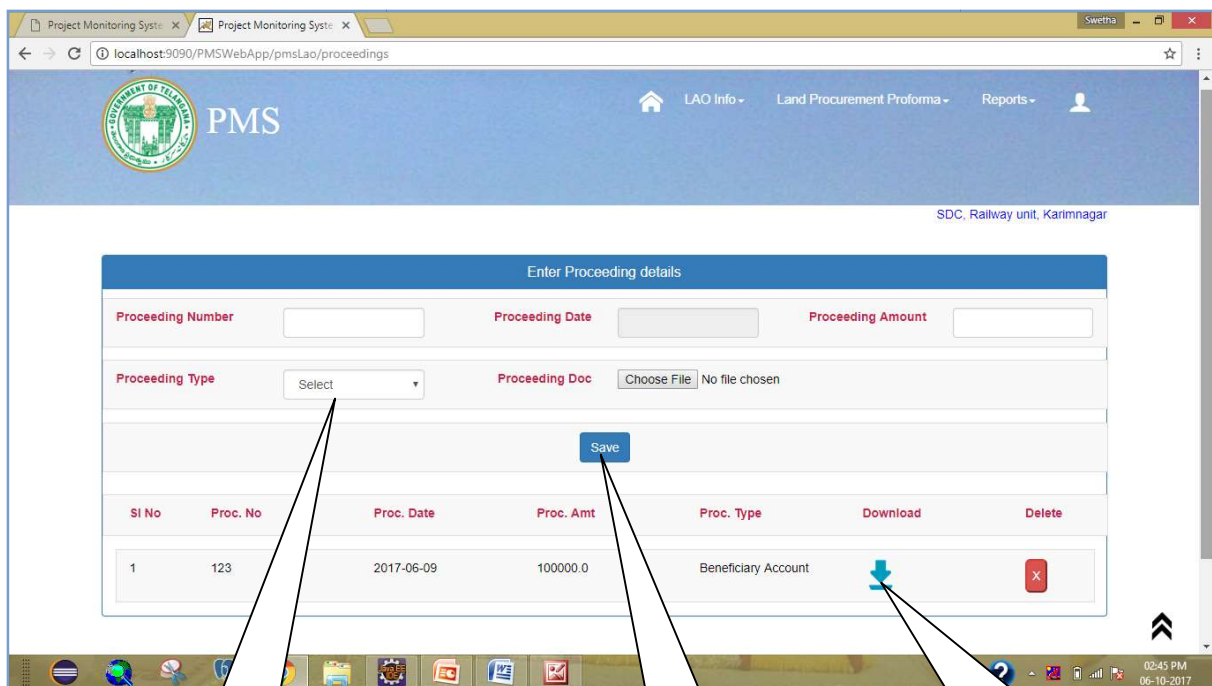 Project Monitoring Syste
Project Monitoring Syste
Swetha
localhost:9090/PMSWebApp/pmsLao/proceedings
PMS
LAO Info
Land Procurement Proforma
Reports
SDC, Railway unit, Karimnagar
Enter Proceeding details
Proceeding Number
Proceeding Date
Proceeding Amount
Proceeding Type
Select
Proceeding Doc
Choose File No file chosen
Save
Sl No Proc. No Proc. Date Proc. Amt Proc. Type Download Delete
1 123 2017-06-09 100000.0 Beneficiary Account X
02:45 PM
06-10-2017